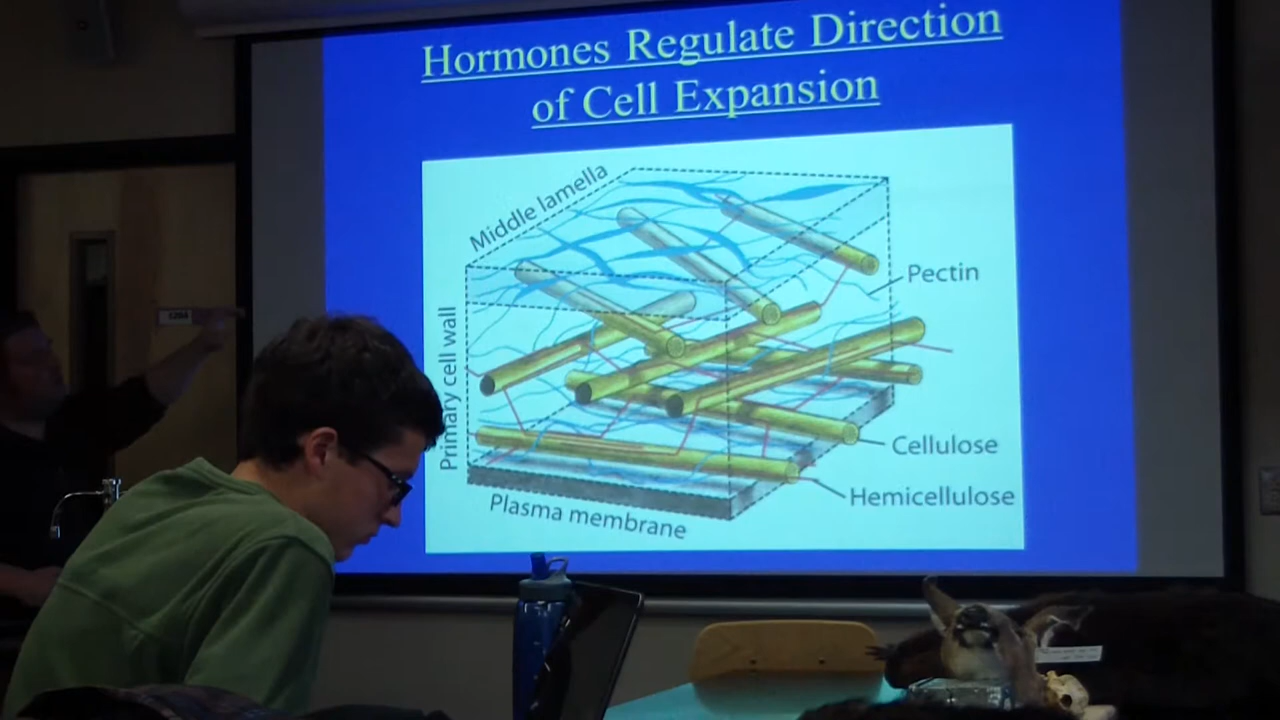 Hormones Regulate Direction
of Cell Expansion
Middle lamella
Pectin
Primary cell wall
Cellulose
Hemicellulose
Plasma membrane